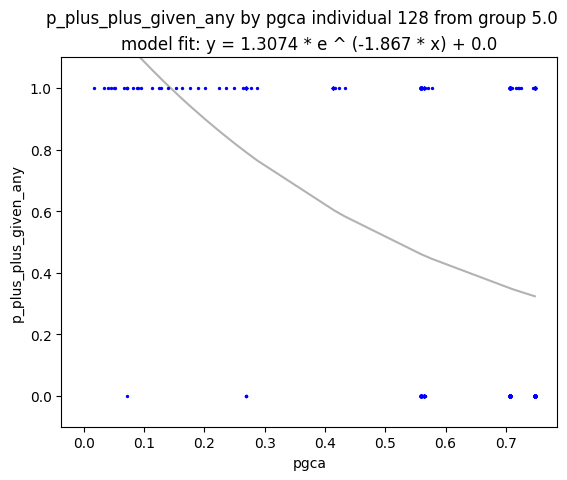 p_plus_plus_given_any by pgca individual 128 from group 5.0
model fit: y = 1.3074 * e ^ (-1.867 * x) + 0.0
1.0
0.8
0.6
0.4
0.2
0.0
p_plus_plus_given_any
0.0 0.1 0.2 0.3 0.4 0.5 0.6 0.7
pgca